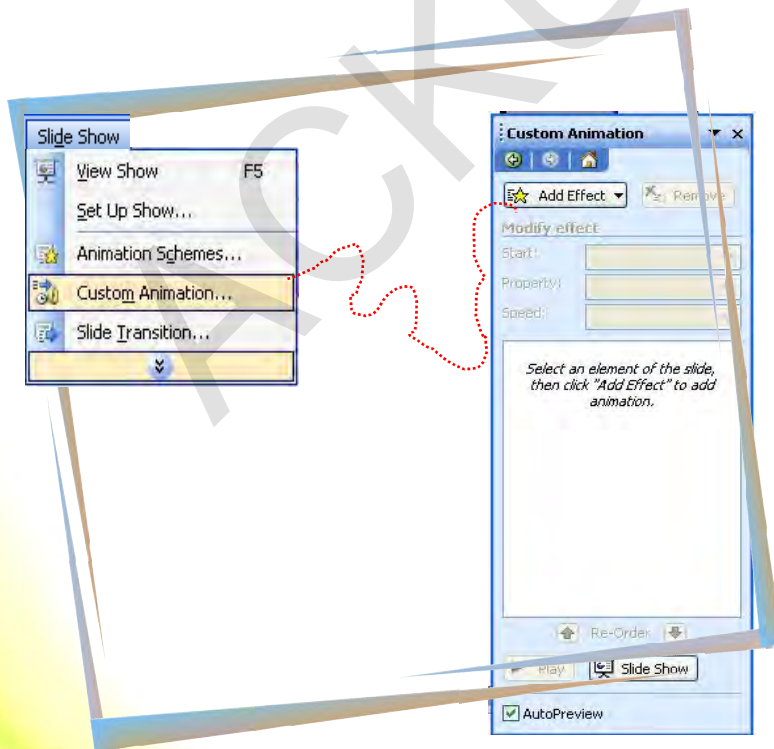 Slide Show
View Show F5
Set Up Show...
Animation Schemes...
Custom Animation...
Slide Transition...
Custom Animation
Add Effect
Remove
Modify effect
Start:
Property:
Speed:
Select an element of the slide,
then click "Add Effect" to add
animation.
Re-Order
Play
Slide Show
AutoPreview